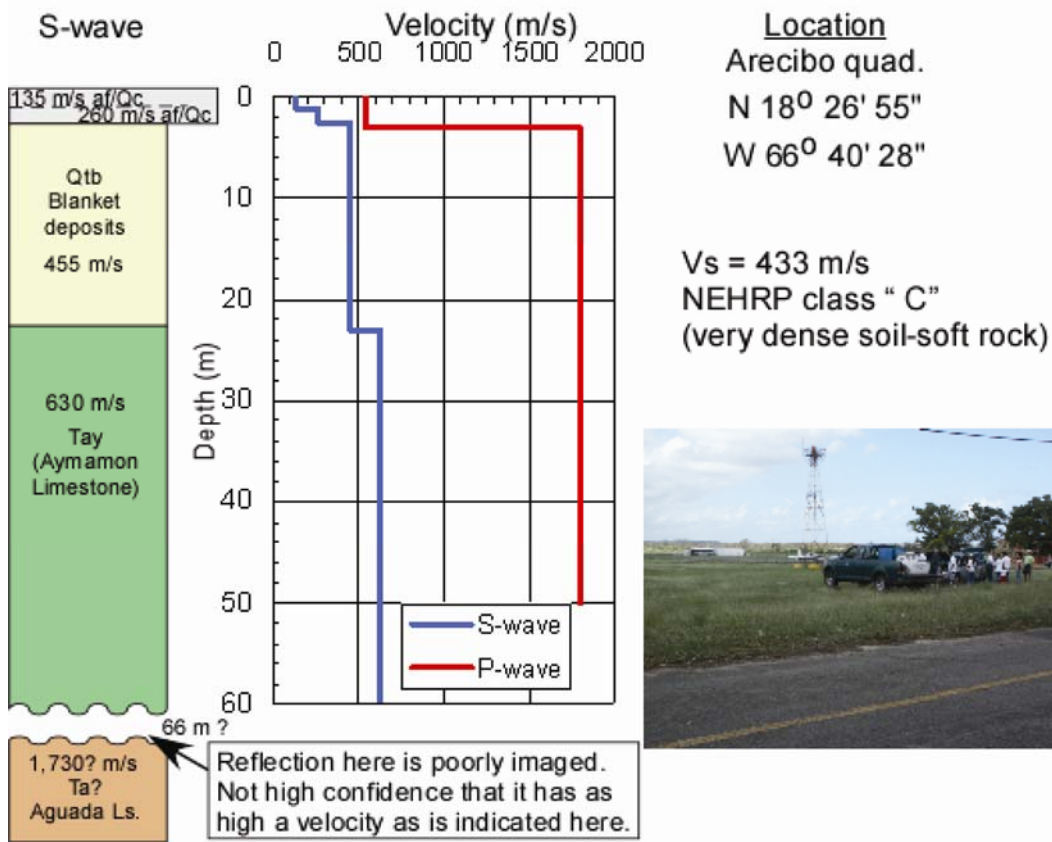 S-wave
135 m/s af/Qc
260 m/s af/Qc
Qtb
Blanket
deposits
455 m/s
630 m/s
Tay
(Aymamon
Limestone)
66 m ?
1,730? m/s
Ta?
Aguada Ls.
Velocity (m/s)
0 500 1000 1500 2000
Depth (m)
0
10
20
30
40
50
60
S-wave
P-wave
Reflection here is poorly imaged.
Not high confidence that it has as
high a velocity as is indicated here.
Location
Arecibo quad.
N 18° 26' 55"
W 66° 40' 28"
Vs = 433 m/s
NEHRP class “ C”
(very dense soil-soft rock)